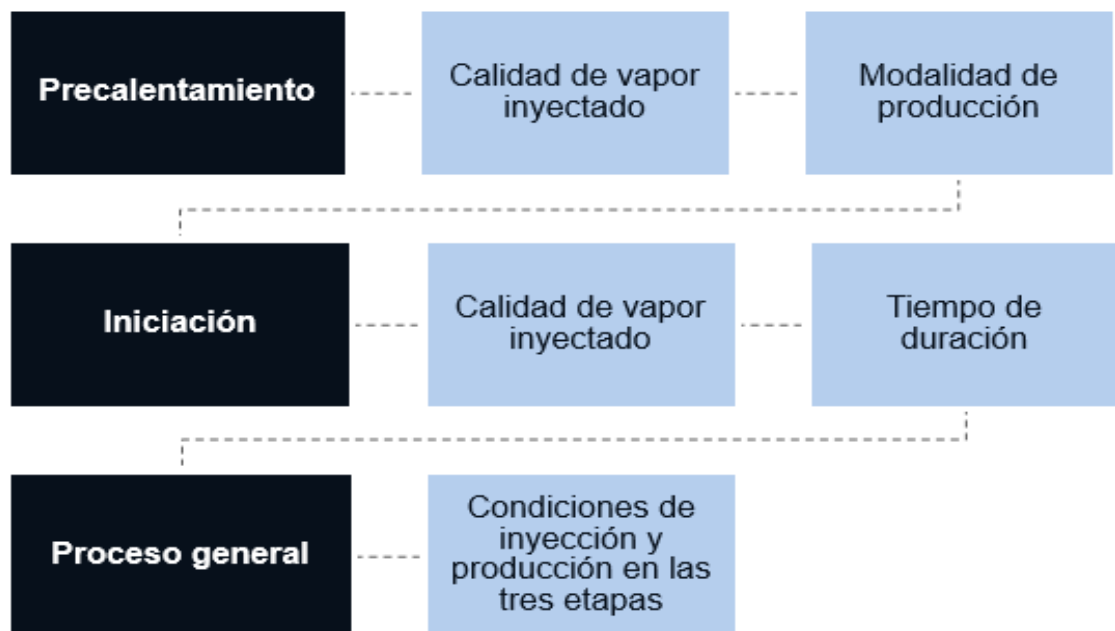 Precalentamiento
Calidad de vapor
inyectado
Modalidad de
producción
Iniciación
Calidad de vapor
inyectado
Tiempo de
duración
Proceso general
Condiciones de
inyección y
producción en las
tres etapas